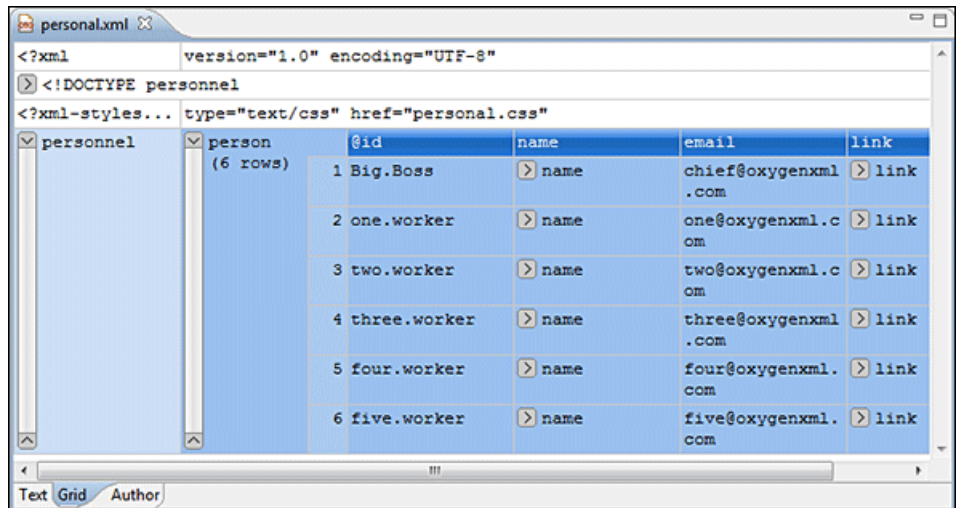 personal.xml
<?xml version="1.0" encoding="UTF-8"
<!DOCTYPE personnel
<?xml-styles... type="text/css" href="personal.css"
personnel person @id name email link
(6 rows)
1 Big.Boss name chief@oxygenxml link
.com
2 one.worker name one@oxygenxml.c link
om
3 two.worker name two@oxygenxml.c link
om
4 three.worker name three@oxygenxml link
.com
5 four.worker name four@oxygenxml. link
com
6 five.worker name five@oxygenxml. link
com
Text Grid Author